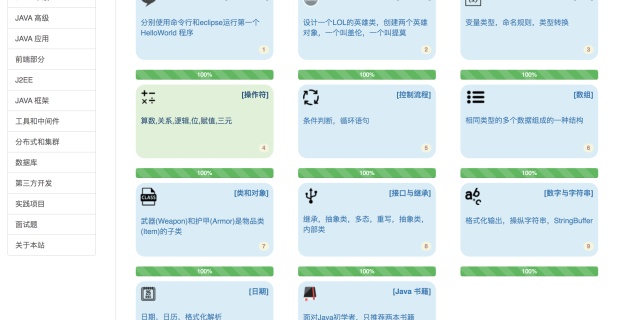 JAVA 高级
JAVA 应用
前端部分
J2EE
JAVA 框架
工具和中间件
分布式和集群
数据库
第三方开发
实践项目
面试题
关于本站
分别使用命令行和eclipse运行第一个
HelloWorld 程序
1
设计一个LOL的英雄类，创建两个英雄
对象，一个叫盖伦，一个叫提莫
2
变量类型，命名规则，类型转换
3
100%
100%
100%
[操作符]
算数,关系,逻辑,位,赋值,三元
4
[控制流程]
条件判断，循环语句
5
[数组]
相同类型的多个数据组成的一种结构
6
100%
100%
100%
CLASS
[类和对象]
武器(Weapon)和护甲(Armor)是物品类
(Item)的子类
7
[接口与继承]
继承，抽象类，多态，重写，抽象类，
内部类
8
[数字与字符串]
格式化输出，操纵字符串，StringBuffer
9
100%
100%
[日期]
日期，日历，格式化解析
[Java 书籍]
面对Java初学者，只推荐两本书籍